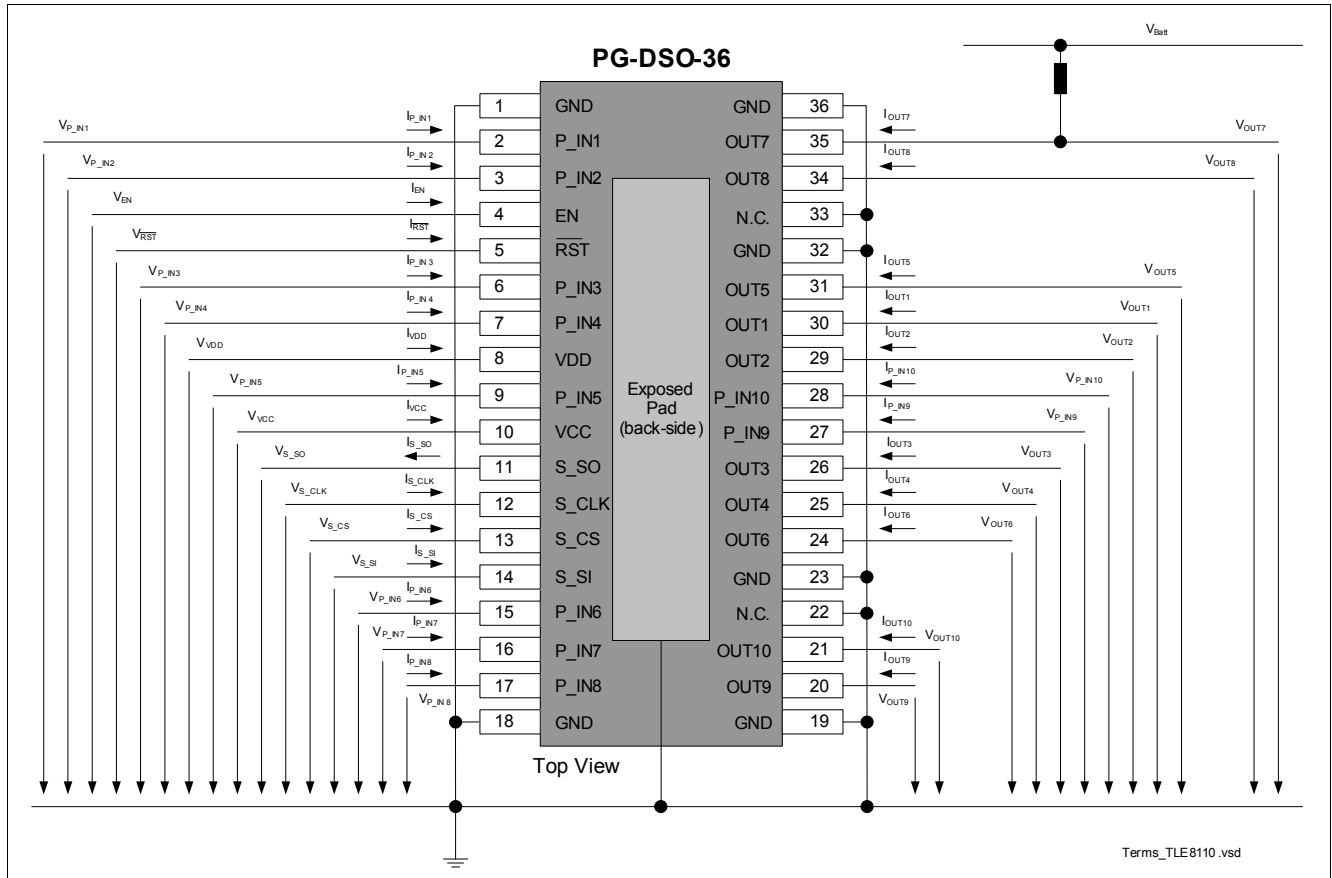 V_Batt
PG-DSO-36
1 GND GND 36
V_P_IN1 I_P_IN1 2 P_IN1 OUT7 35 I_OUT7 V_OUT7
V_P_IN2 I_P_IN 2 3 P_IN2 OUT8 34 I_OUT8 V_OUT8
V_EN I_EN 4 EN N.C. 33
V_R̅S̅T̅ I_R̅S̅T̅ 5 R̅S̅T̅ GND 32
V_P_IN3 I_P_IN 3 6 P_IN3 OUT5 31 I_OUT5 V_OUT5
V_P_IN4 I_P_IN 4 7 P_IN4 OUT1 30 I_OUT1 V_OUT1
V_VDD I_VDD 8 VDD OUT2 29 I_OUT2 V_OUT2
V_P_IN5 I_P_IN5 9 P_IN5 P_IN10 28 I_P_IN10 V_P_IN10
V_VCC I_VCC 10 VCC P_IN9 27 I_P_IN9 V_P_IN9
V_S_SO I_S_SO 11 S_SO OUT3 26 I_OUT3 V_OUT3
V_S_CLK I_S_CLK 12 S_CLK OUT4 25 I_OUT4 V_OUT4
V_S_CS I_S_CS 13 S_CS OUT6 24 I_OUT6 V_OUT6
V_S_SI I_S_SI 14 S_SI GND 23
V_P_IN6 I_P_IN6 15 P_IN6 N.C. 22
V_P_IN7 I_P_IN7 16 P_IN7 OUT10 21 I_OUT10 V_OUT10
V_P_IN 8 I_P_IN8 17 P_IN8 OUT9 20 I_OUT9 V_OUT9
18 GND GND 19
Exposed
Pad
(back-side)
Top View
Terms_TLE8110 .vsd